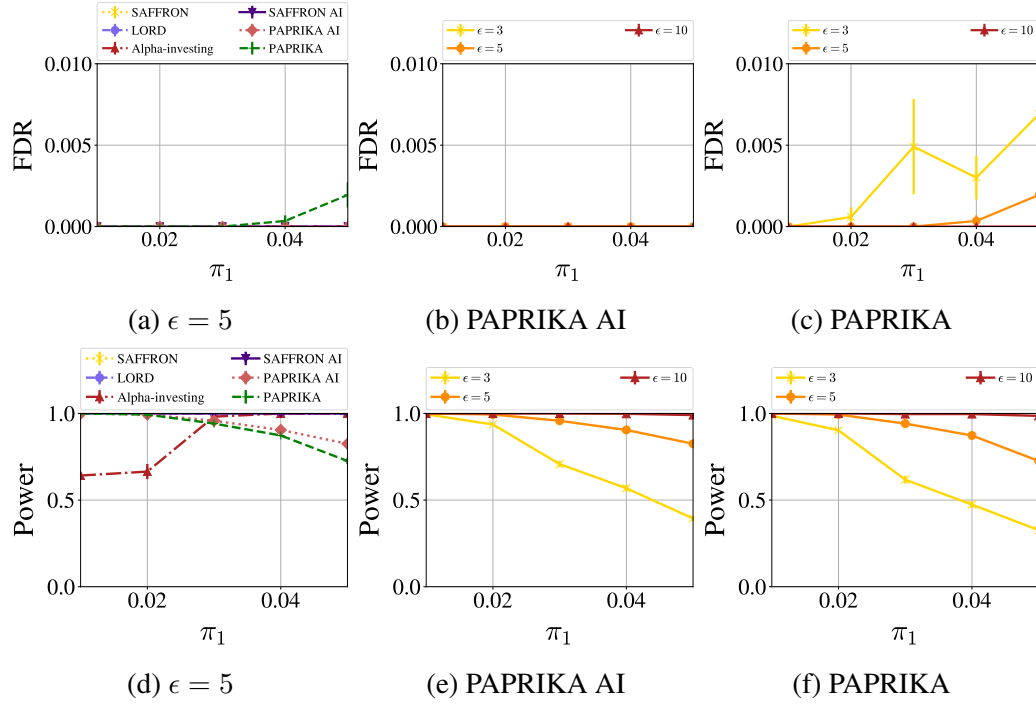 SAFFRON
LORD
Alpha-investing
SAFFRON AI
PAPRIKA AI
PAPRIKA
0.010
0.005
0.000
FDR
0.02
0.04
π₁
(a) ϵ = 5
ϵ = 3
ϵ = 5
ϵ = 10
0.010
0.005
0.000
FDR
0.02
0.04
π₁
(b) PAPRIKA AI
ϵ = 3
ϵ = 5
ϵ = 10
0.010
0.005
0.000
FDR
0.02
0.04
π₁
(c) PAPRIKA
SAFFRON
LORD
Alpha-investing
SAFFRON AI
PAPRIKA AI
PAPRIKA
1.0
0.5
0.0
Power
0.02
0.04
π₁
(d) ϵ = 5
ϵ = 3
ϵ = 5
ϵ = 10
1.0
0.5
0.0
Power
0.02
0.04
π₁
(e) PAPRIKA AI
ϵ = 3
ϵ = 5
ϵ = 10
1.0
0.5
0.0
Power
0.02
0.04
π₁
(f) PAPRIKA